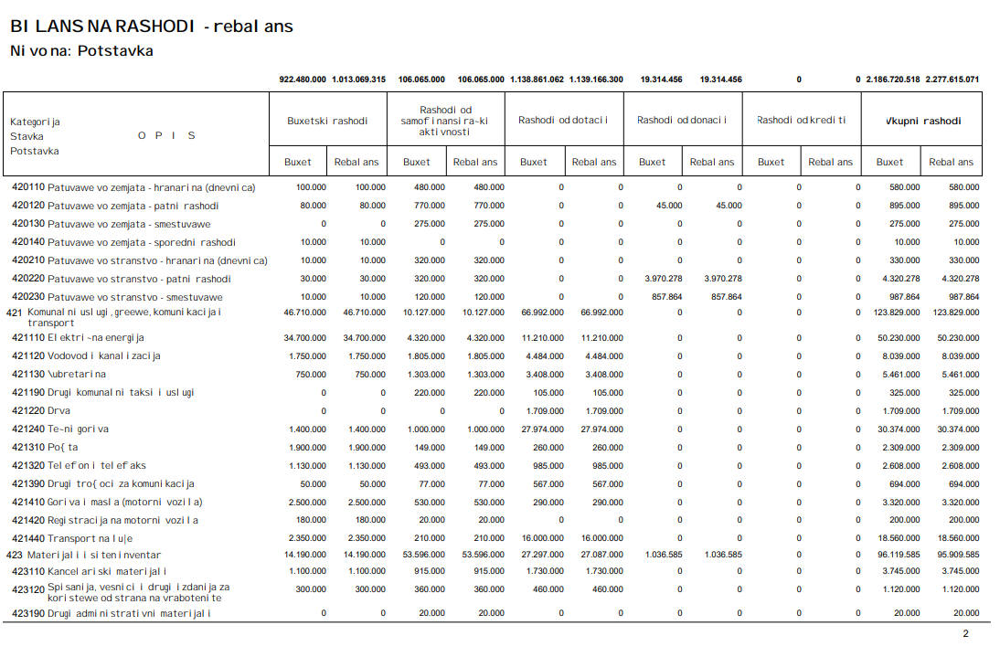 BILANS NA RASHODI - rebalans
Nivo na: Potstavka
922.480.000 1.013.069.315 106.065.000 106.065.000 1.138.861.062 1.139.166.300 19.314.456 19.314.456 0 0 2.186.720.518 2.277.615.071
Kategorija
Stavka
Potstavka
O P I S
Buxetski rashodi
Rashodi od
samofinansira~ki
aktivnosti
Rashodi od dotacii
Rashodi od donacii
Rashodi od krediti
Vkupni rashodi
Buxet Rebalans Buxet Rebalans Buxet Rebalans Buxet Rebalans Buxet Rebalans Buxet Rebalans
420110 Patuvawe vo zemjata - hranarina (dnevnica) 100.000 100.000 480.000 480.000 0 0 0 0 0 0 580.000 580.000
420120 Patuvawe vo zemjata - patni rashodi 80.000 80.000 770.000 770.000 0 0 45.000 45.000 0 0 895.000 895.000
420130 Patuvawe vo zemjata - smestuvawe 0 0 275.000 275.000 0 0 0 0 0 0 275.000 275.000
420140 Patuvawe vo zemjata - sporedni rashodi 10.000 10.000 0 0 0 0 0 0 0 0 10.000 10.000
420210 Patuvawe vo stranstvo - hranarina (dnevnica) 10.000 10.000 320.000 320.000 0 0 0 0 0 0 330.000 330.000
420220 Patuvawe vo stranstvo - patni rashodi 30.000 30.000 320.000 320.000 0 0 3.970.278 3.970.278 0 0 4.320.278 4.320.278
420230 Patuvawe vo stranstvo - smestuvawe 10.000 10.000 120.000 120.000 0 0 857.864 857.864 0 0 987.864 987.864
421 Komunalni uslugi, greewe, komunikacija i 46.710.000 46.710.000 10.127.000 10.127.000 66.992.000 66.992.000 0 0 0 0 123.829.000 123.829.000
transport
421110 Elektri~na energija 34.700.000 34.700.000 4.320.000 4.320.000 11.210.000 11.210.000 0 0 0 0 50.230.000 50.230.000
421120 Vodovod i kanalizacija 1.750.000 1.750.000 1.805.000 1.805.000 4.484.000 4.484.000 0 0 0 0 8.039.000 8.039.000
421130 \ubretarina 750.000 750.000 1.303.000 1.303.000 3.408.000 3.408.000 0 0 0 0 5.461.000 5.461.000
421190 Drugi komunalni taksi i uslugi 0 0 220.000 220.000 105.000 105.000 0 0 0 0 325.000 325.000
421220 Drva 0 0 0 0 1.709.000 1.709.000 0 0 0 0 1.709.000 1.709.000
421240 Te~ni goriva 1.400.000 1.400.000 1.000.000 1.000.000 27.974.000 27.974.000 0 0 0 0 30.374.000 30.374.000
421310 Po{ta 1.900.000 1.900.000 149.000 149.000 260.000 260.000 0 0 0 0 2.309.000 2.309.000
421320 Telefon i telefaks 1.130.000 1.130.000 493.000 493.000 985.000 985.000 0 0 0 0 2.608.000 2.608.000
421390 Drugi tro{oci za komunikacija 50.000 50.000 77.000 77.000 567.000 567.000 0 0 0 0 694.000 694.000
421410 Goriva i masla (motorni vozila) 2.500.000 2.500.000 530.000 530.000 290.000 290.000 0 0 0 0 3.320.000 3.320.000
421420 Registracija na motorni vozila 180.000 180.000 20.000 20.000 0 0 0 0 0 0 200.000 200.000
421440 Transport na lu|e 2.350.000 2.350.000 210.000 210.000 16.000.000 16.000.000 0 0 0 0 18.560.000 18.560.000
423 Materijali i siten inventar 14.190.000 14.190.000 53.596.000 53.596.000 27.297.000 27.087.000 1.036.585 1.036.585 0 0 96.119.585 95.909.585
423110 Kancelariski materijali 1.100.000 1.100.000 915.000 915.000 1.730.000 1.730.000 0 0 0 0 3.745.000 3.745.000
423120 Spisanija, vesnici i drugi izdanija za 300.000 300.000 360.000 360.000 460.000 460.000 0 0 0 0 1.120.000 1.120.000
koristewe od strana na vrabotenite
423190 Drugi administrativni materijali 0 0 20.000 20.000 0 0 0 0 0 0 20.000 20.000
2